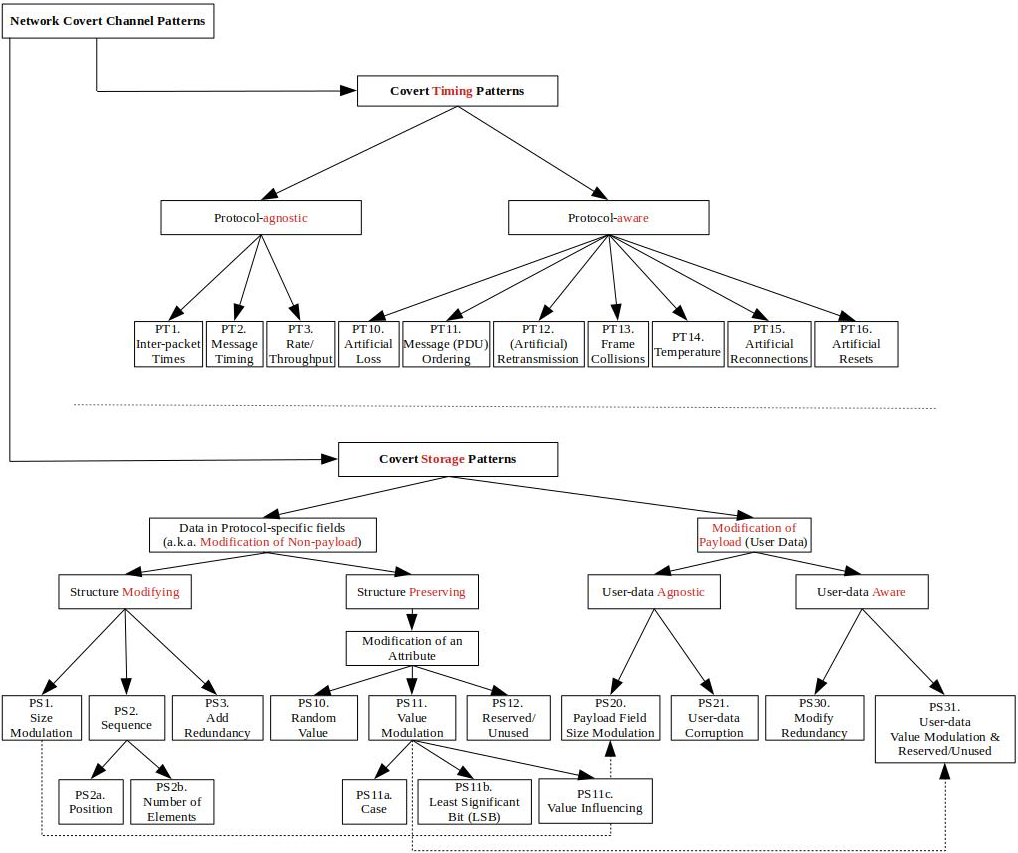 Network Covert Channel Patterns
Covert Timing Patterns
Protocol-agnostic
Protocol-aware
PT1.
Inter-packet
Times
PT2.
Message
Timing
PT3.
Rate/
Throughput
PT10.
Artificial
Loss
PT11.
Message (PDU)
Ordering
PT12.
(Artificial)
Retransmission
PT13.
Frame
Collisions
PT14.
Temperature
PT15.
Artificial
Reconnections
PT16.
Artificial
Resets
Covert Storage Patterns
Data in Protocol-specific fields
(a.k.a. Modification of Non-payload)
Modification of
Payload (User Data)
Structure Modifying
Structure Preserving
User-data Agnostic
User-data Aware
Modification of an
Attribute
PS1.
Size
Modulation
PS2.
Sequence
PS3.
Add
Redundancy
PS10.
Random
Value
PS11.
Value
Modulation
PS12.
Reserved/
Unused
PS20.
Payload Field
Size Modulation
PS21.
User-data
Corruption
PS30.
Modify
Redundancy
PS31.
User-data
Value Modulation &
Reserved/Unused
PS2a.
Position
PS2b.
Number of
Elements
PS11a.
Case
PS11b.
Least Significant
Bit (LSB)
PS11c.
Value Influencing